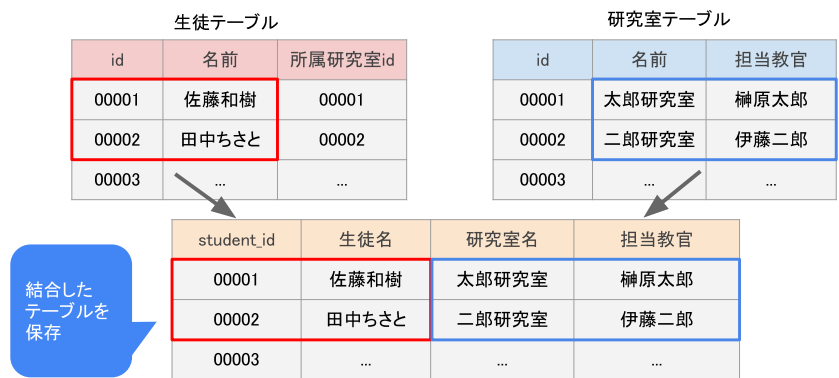 生徒テーブル
id 名前 所属研究室id
00001 佐藤和樹 00001
00002 田中ちさと 00002
00003 ... ...
研究室テーブル
id 名前 担当教官
00001 太郎研究室 榊原太郎
00002 二郎研究室 伊藤二郎
00003 ... ...
結合した
テーブルを
保存
student_id 生徒名 研究室名 担当教官
00001 佐藤和樹 太郎研究室 榊原太郎
00002 田中ちさと 二郎研究室 伊藤二郎
00003 ... ... ...